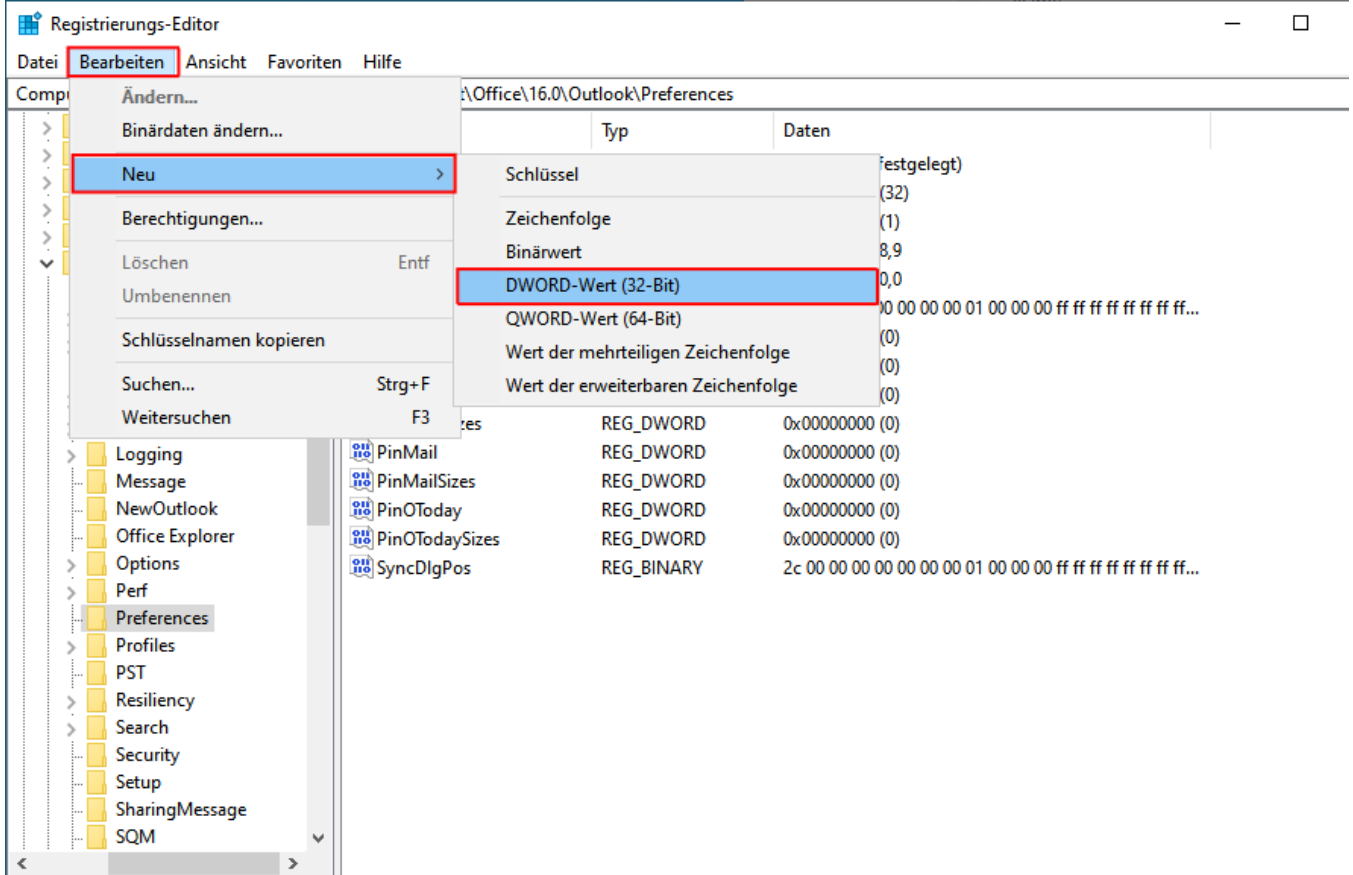 Registrierungs-Editor
Datei Bearbeiten Ansicht Favoriten Hilfe
Comp t\Office\16.0\Outlook\Preferences
Ändern...
Binärdaten ändern...
Neu
Berechtigungen...
Löschen Entf
Umbenennen
Schlüsselnamen kopieren
Suchen... Strg+F
Weitersuchen F3
Schlüssel
Zeichenfolge
Binärwert
DWORD-Wert (32-Bit)
QWORD-Wert (64-Bit)
Wert der mehrteiligen Zeichenfolge
Wert der erweiterbaren Zeichenfolge
Typ Daten
festgelegt)
(32)
(1)
8,9
0,0
00 00 00 00 00 01 00 00 00 ff ff ff ff ff ff ff ff...
(0)
(0)
(0)
zes REG_DWORD 0x00000000 (0)
PinMail REG_DWORD 0x00000000 (0)
PinMailSizes REG_DWORD 0x00000000 (0)
PinOToday REG_DWORD 0x00000000 (0)
PinOTodaySizes REG_DWORD 0x00000000 (0)
SyncDlgPos REG_BINARY 2c 00 00 00 00 00 00 00 01 00 00 00 ff ff ff ff ff ff ff ff...
Logging
Message
NewOutlook
Office Explorer
Options
Perf
Preferences
Profiles
PST
Resiliency
Search
Security
Setup
SharingMessage
SQM